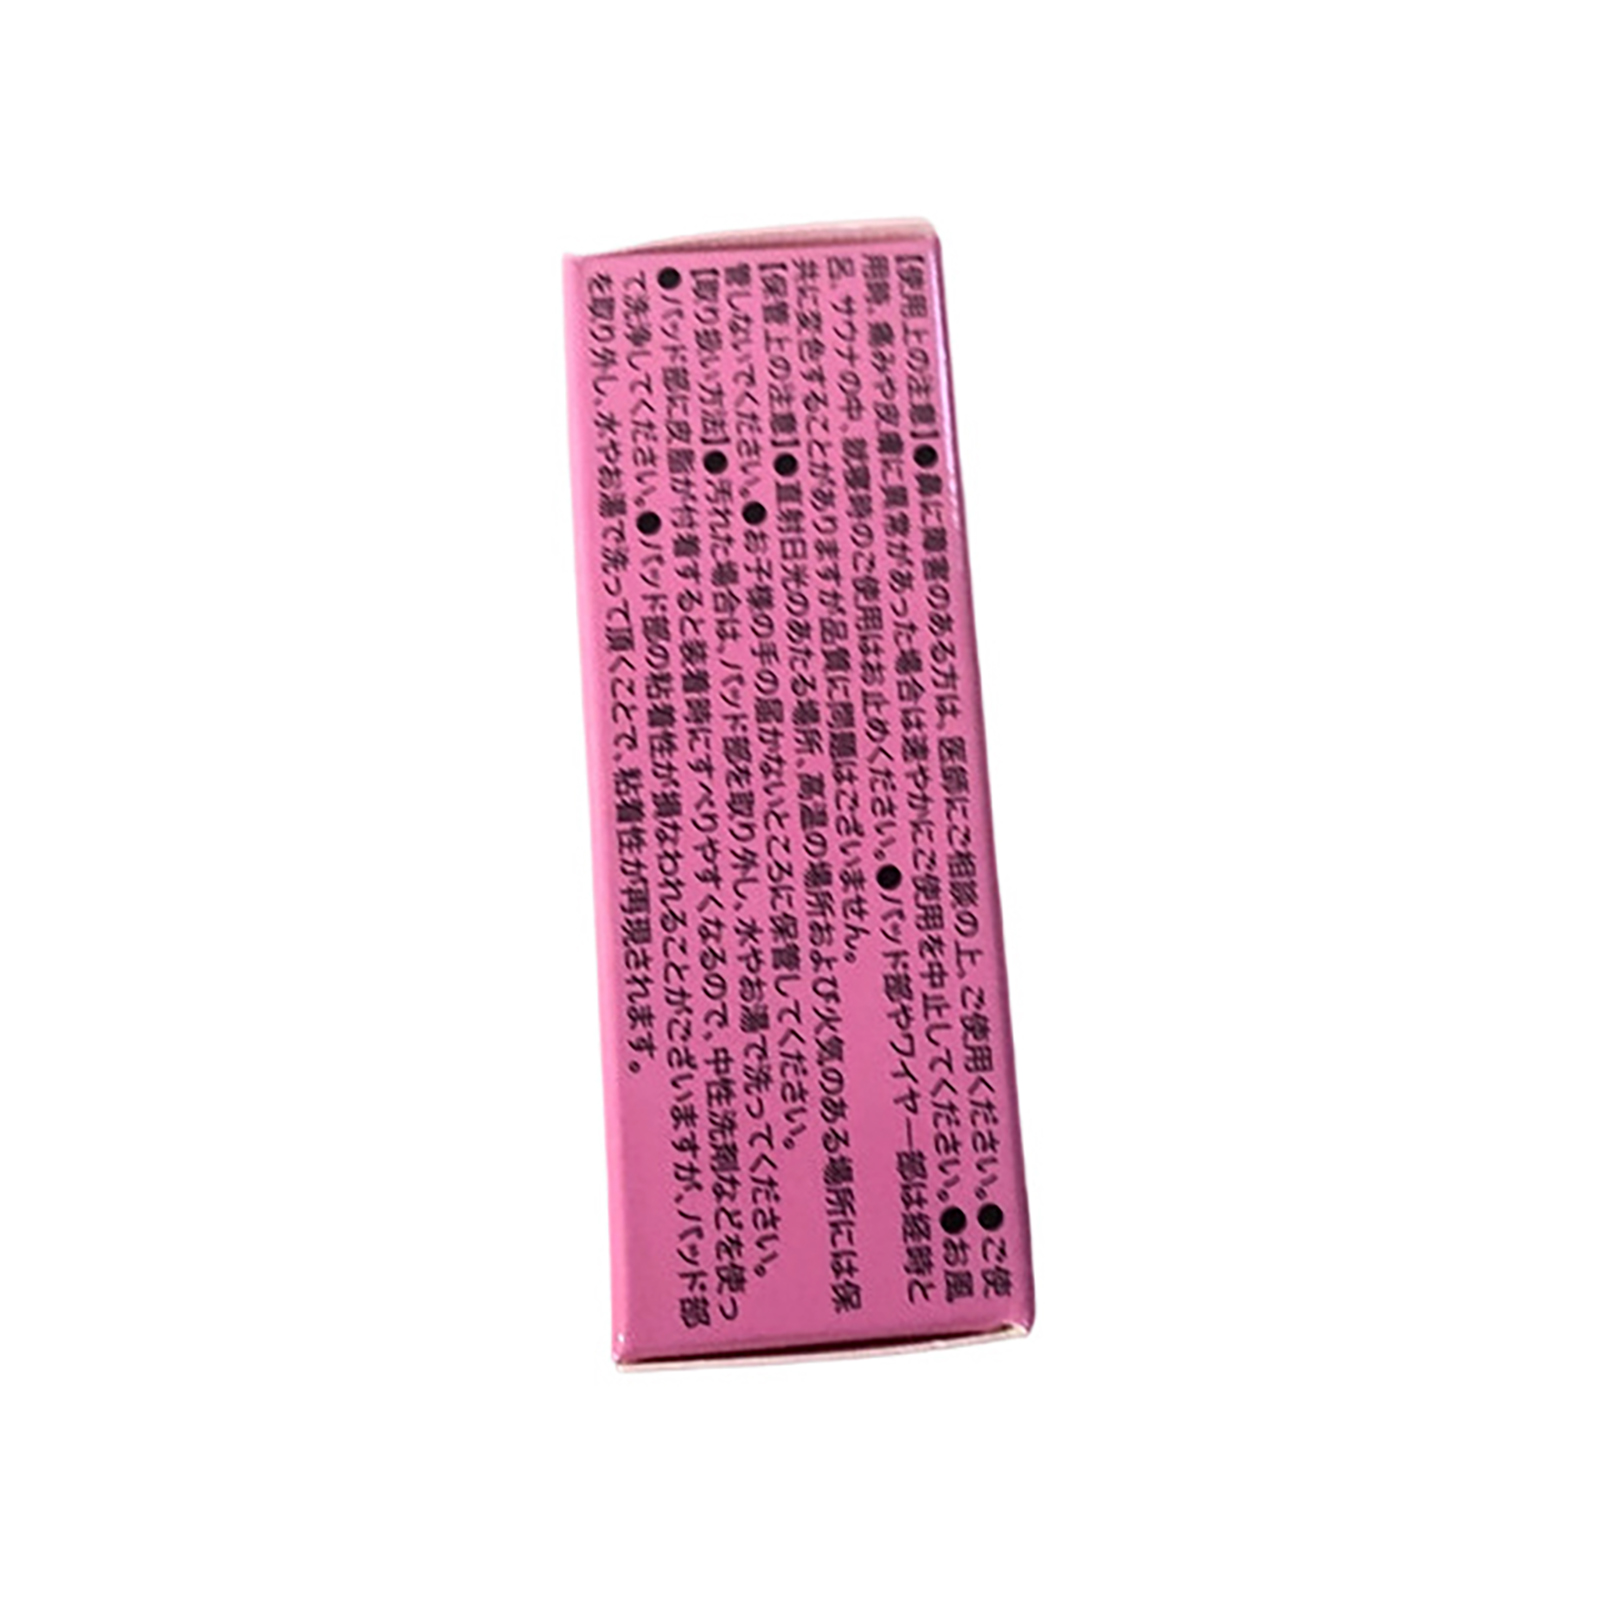 【使用上の注意】●鼻に障害のある方は、医師にご相談の上、ご使用ください。●ご使
用時、痛みや皮膚に異常があった場合は速やかにご使用を中止してください。●お風
呂、サウナの中、就寝時のご使用はお止めください。●パッド部やワイヤー部は経時と
共に変色することがありますが品質に問題はございません。
【保管上の注意】●直射日光のあたる場所、高温の場所および火気のある場所には保
管しないでください。●お子様の手の届かないところに保管してください。
【取り扱い方法】●汚れた場合は、パッド部を取り外し、水やお湯で洗ってください。
●パッド部に皮脂が付着すると装着時にすべりやすくなるので、中性洗剤などを使っ
て洗浄してください。●パッド部の粘着性が損なわれることがございますが、パッド部
を取り外し、水やお湯で洗って頂くことで、粘着性が再現されます。